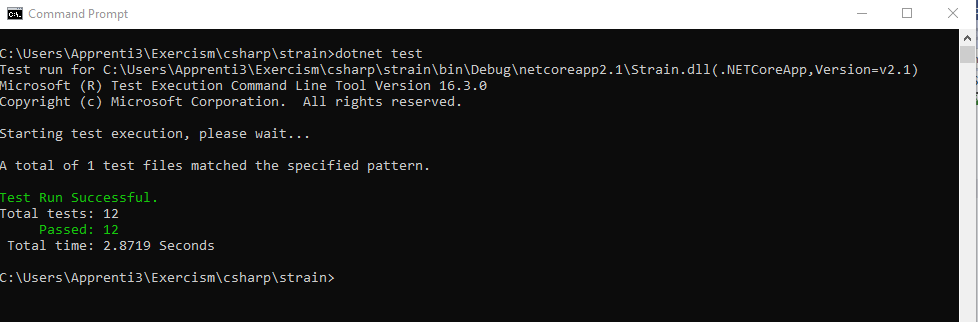 Command Prompt
C:\Users\Apprenti3\Exercism\csharp\strain>dotnet test
Test run for C:\Users\Apprenti3\Exercism\csharp\strain\bin\Debug\netcoreapp2.1\Strain.dll(.NETCoreApp,Version=v2.1)
Microsoft (R) Test Execution Command Line Tool Version 16.3.0
Copyright (c) Microsoft Corporation.  All rights reserved.
Starting test execution, please wait...
A total of 1 test files matched the specified pattern.
Test Run Successful.
Total tests: 12
     Passed: 12
 Total time: 2.8719 Seconds
C:\Users\Apprenti3\Exercism\csharp\strain>